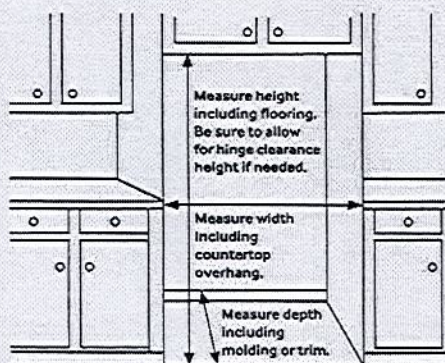 Measure height
including flooring.
Be sure to allow
for hinge clearance
height if needed.
Measure width
including
countertop
overhang.
Measure depth
including
molding or trim.